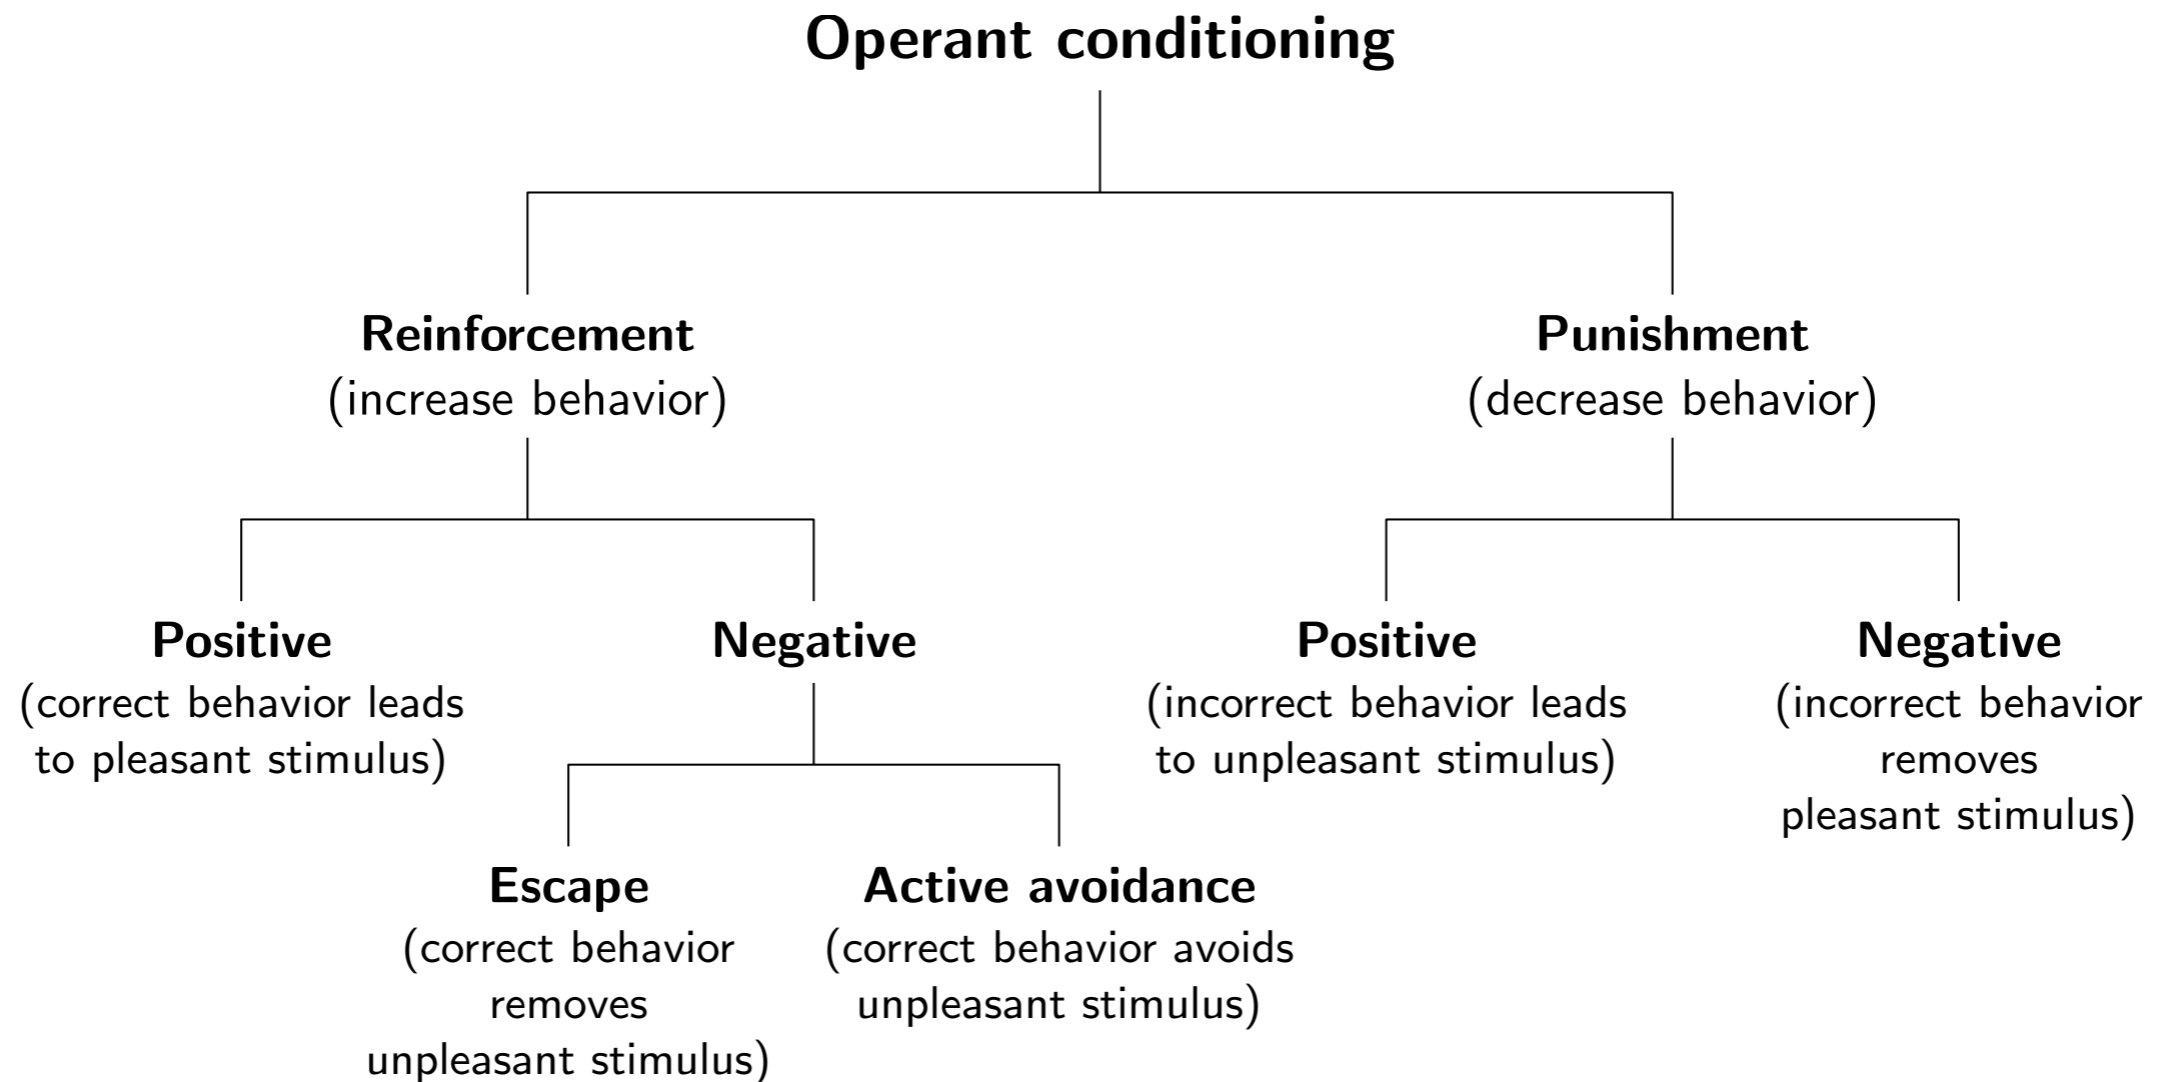 Operant conditioning
Reinforcement
(increase behavior)
Punishment
(decrease behavior)
Positive
(correct behavior leads
to pleasant stimulus)
Negative
Positive
(incorrect behavior leads
to unpleasant stimulus)
Negative
(incorrect behavior
removes
pleasant stimulus)
Escape
(correct behavior
removes
unpleasant stimulus)
Active avoidance
(correct behavior avoids
unpleasant stimulus)